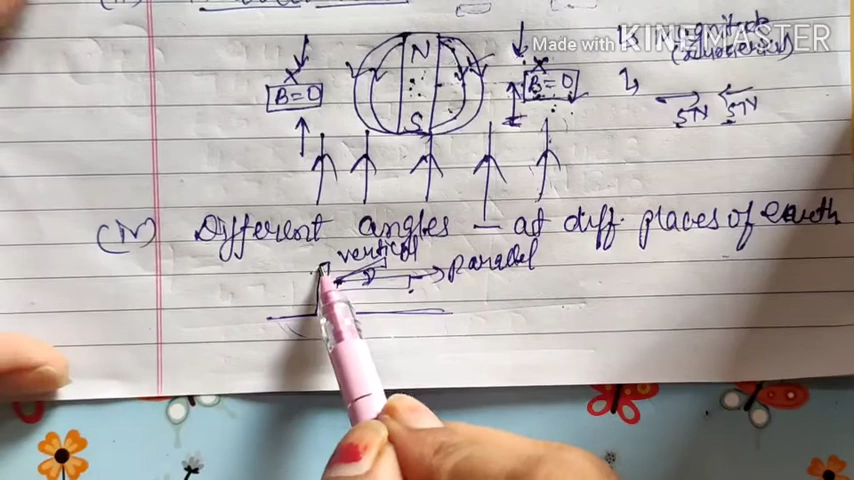 Made with KINEMASTER
N
B=0
B=0
S
S N S N
(iv) Different angles — at diff. places of earth
vertical
Parallel